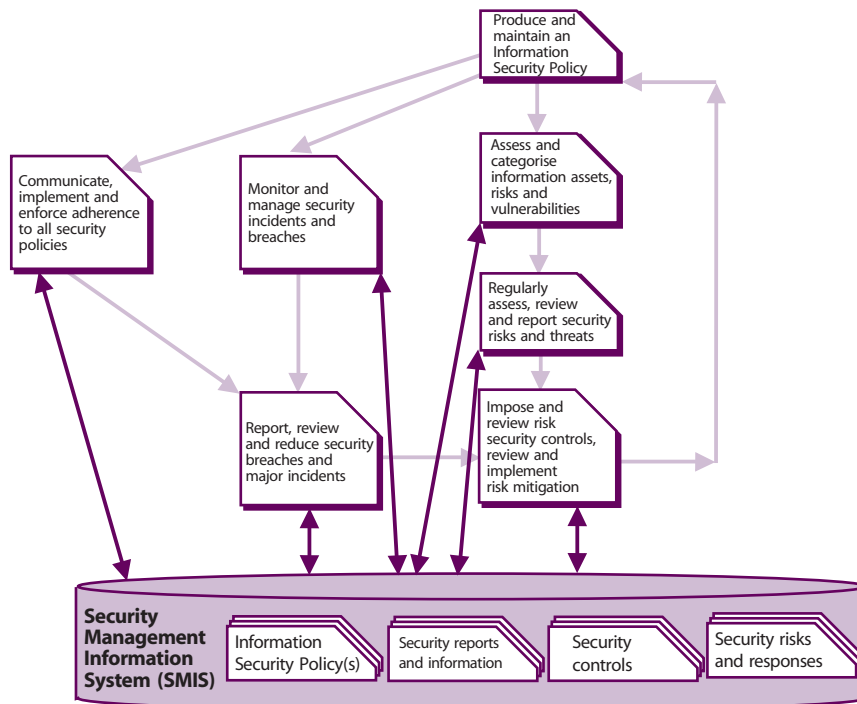 Produce and
maintain an
Information
Security Policy
Communicate,
implement and
enforce adherence
to all security
policies
Monitor and
manage security
incidents and
breaches
Assess and
categorise
information assets,
risks and
vulnerabilities
Regularly
assess, review
and report security
risks and threats
Report, review
and reduce security
breaches and
major incidents
Impose and
review risk
security controls,
review and
implement
risk mitigation
Security
Management
Information
System (SMIS)
Information
Security Policy(s)
Security reports
and information
Security
controls
Security risks
and responses